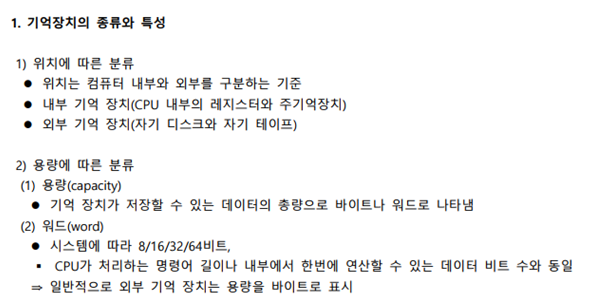 1. 기억장치의 종류와 특성
1) 위치에 따른 분류
● 위치는 컴퓨터 내부와 외부를 구분하는 기준
● 내부 기억 장치(CPU 내부의 레지스터와 주기억장치)
● 외부 기억 장치(자기 디스크와 자기 테이프)
2) 용량에 따른 분류
(1) 용량(capacity)
● 기억 장치가 저장할 수 있는 데이터의 총량으로 바이트나 워드로 나타냄
(2) 워드(word)
● 시스템에 따라 8/16/32/64비트,
▪ CPU가 처리하는 명령어 길이나 내부에서 한번에 연산할 수 있는 데이터 비트 수와 동일
⇒ 일반적으로 외부 기억 장치는 용량을 바이트로 표시